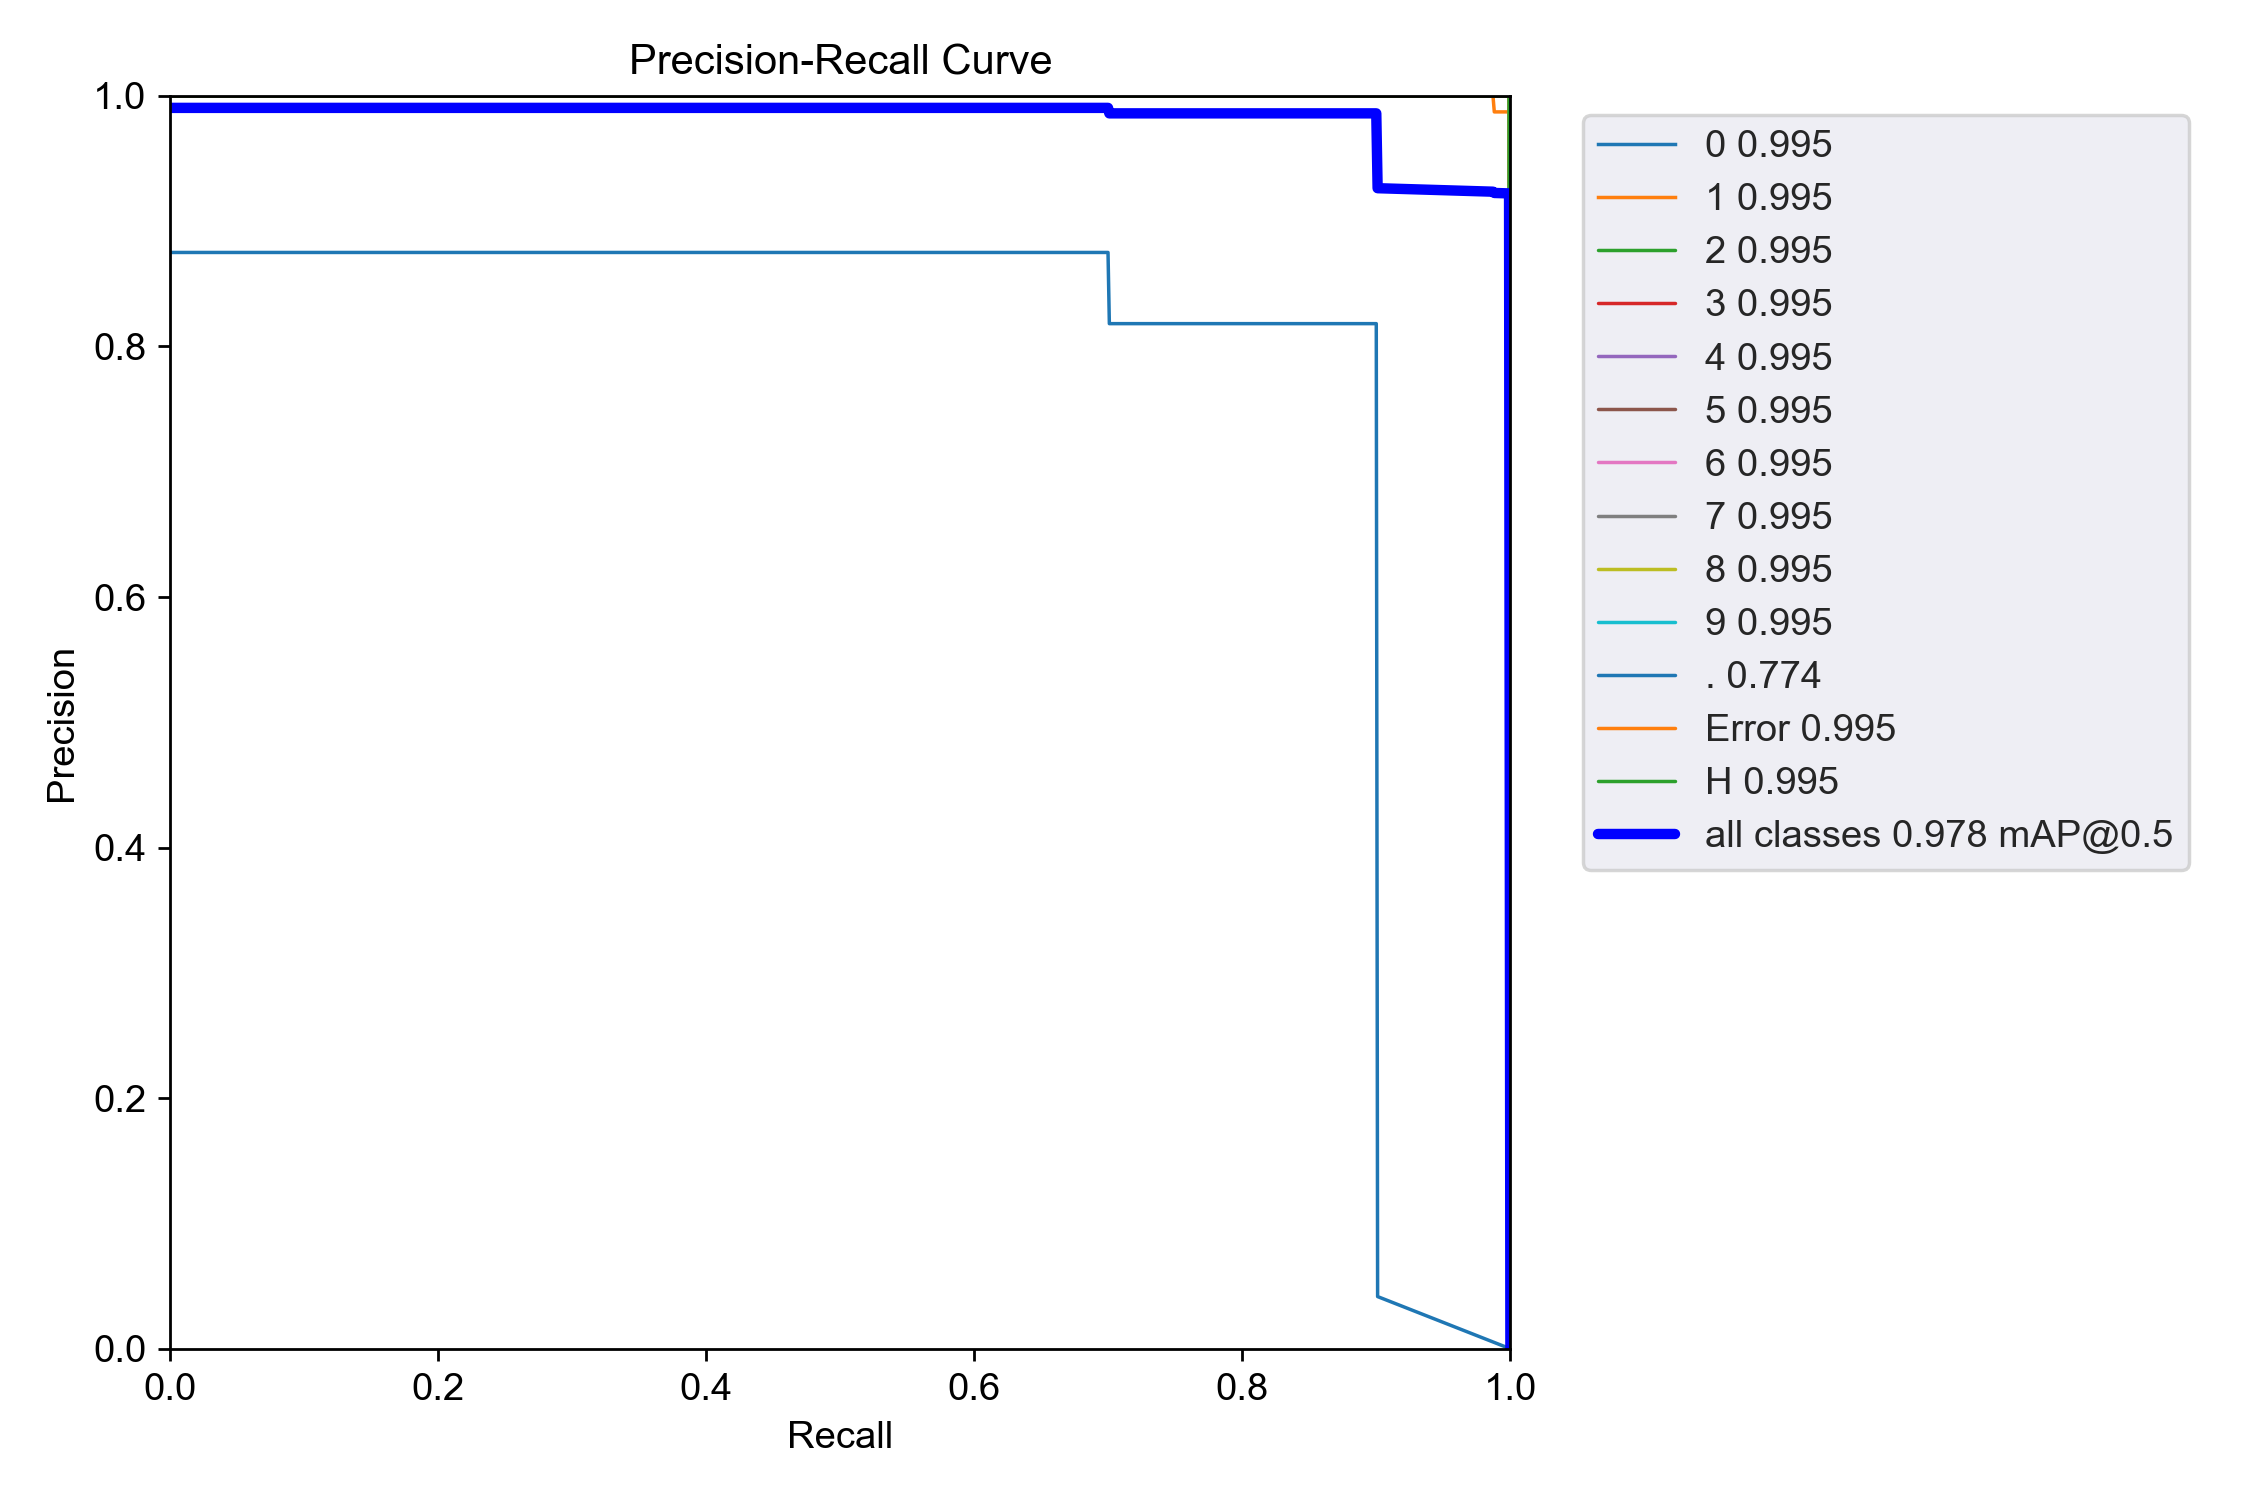 Precision-Recall Curve
1.0
0.8
0.6
0.4
0.2
0.0
Precision
0.0 0.2 0.4 0.6 0.8 1.0
Recall
0 0.995
1 0.995
2 0.995
3 0.995
4 0.995
5 0.995
6 0.995
7 0.995
8 0.995
9 0.995
. 0.774
Error 0.995
H 0.995
all classes 0.978 mAP@0.5